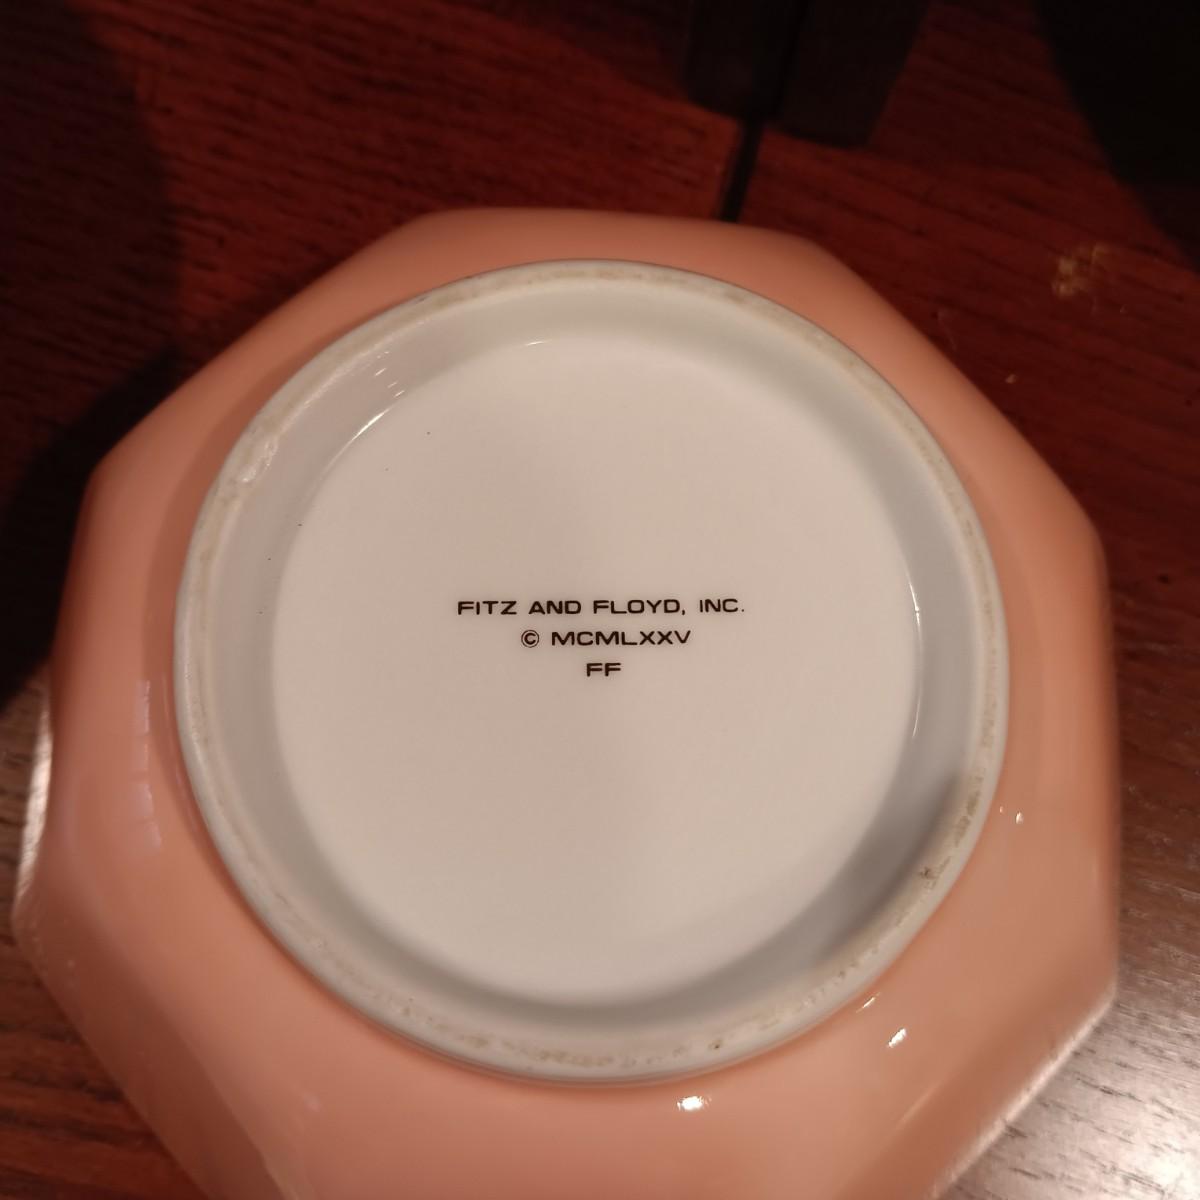 FITZ AND FLOYD, INC.
© MCMLXXV
FF